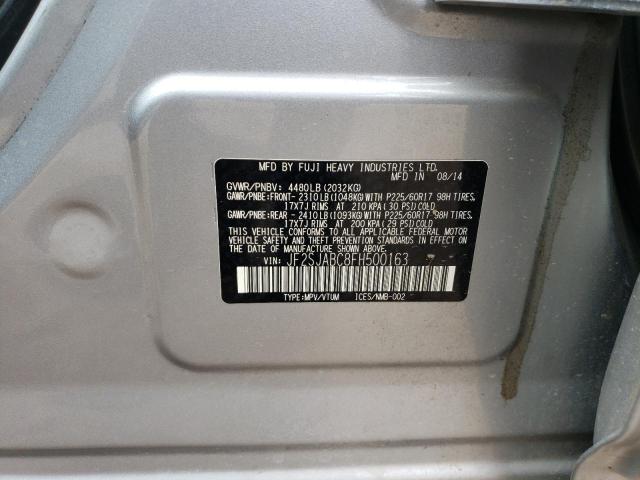 MFD BY FUJI HEAVY INDUSTRIES LTD.
MFD IN 08/14
GVWR/PNBV: 4480LB(2032KG)
GAWR/PNBE:FRONT- 2310LB(1048KG)WITH P225/60R17 98H TIRES,
17X7J RIMS AT 210 KPA(30 PSI)COLD
GAWR/PNBE:REAR - 2410LB(1093KG)WITH P225/60R17 98H TIRES,
17X7J RIMS AT 200 KPA(29 PSI)COLD
THIS VEHICLE CONFORMS TO ALL APPLICABLE FEDERAL MOTOR
VEHICLE SAFETY AND THEFT PREVENTION STANDARDS IN EFFECT ON
THE DATE OF MANUFACTURE SHOWN ABOVE.
VIN: JF2SJABC8FH500163
TYPE:MPV/VTUM ICES/NMB-002